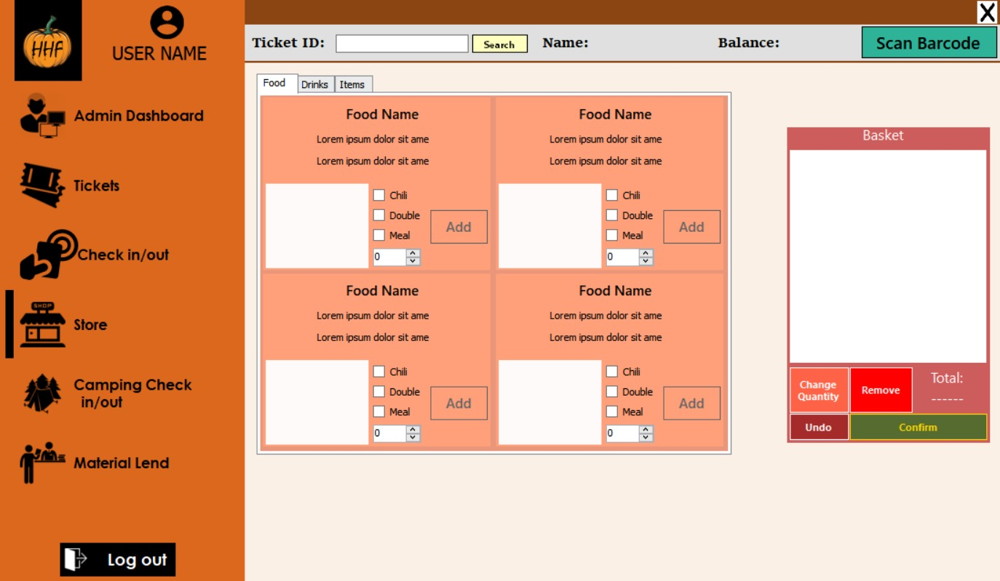 HHF
USER NAME
Admin Dashboard
Tickets
Check in/out
SHOP
Store
Camping Check
in/out
Material Lend
Log out
X
Ticket ID:
Search
Name:
Balance:
Scan Barcode
Food
Drinks
Items
Food Name
Lorem ipsum dolor sit ame
Lorem ipsum dolor sit ame
Chili
Double
Meal
0
Add
Food Name
Lorem ipsum dolor sit ame
Lorem ipsum dolor sit ame
Chili
Double
Meal
0
Add
Food Name
Lorem ipsum dolor sit ame
Lorem ipsum dolor sit ame
Chili
Double
Meal
0
Add
Food Name
Lorem ipsum dolor sit ame
Lorem ipsum dolor sit ame
Chili
Double
Meal
0
Add
Basket
Change
Quantity
Remove
Total:
------
Undo
Confirm